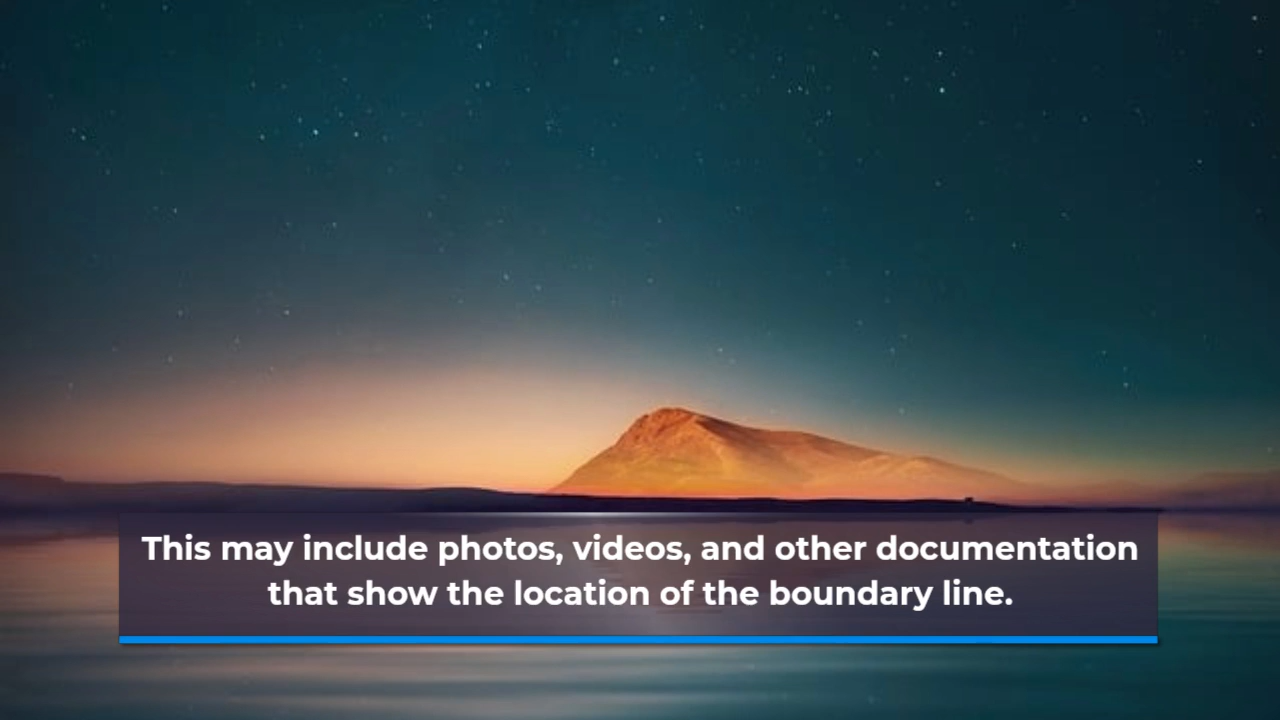 This may include photos, videos, and other documentation
that show the location of the boundary line.